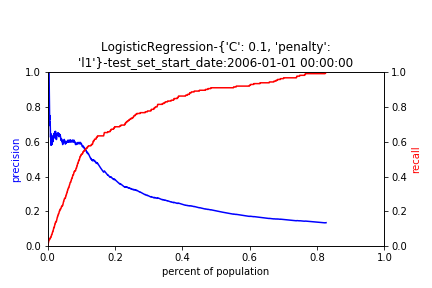 LogisticRegression-{'C': 0.1, 'penalty':
'l1'}-test_set_start_date:2006-01-01 00:00:00
1.0
0.8
0.6
0.4
0.2
0.0
precision
1.0
0.8
0.6
0.4
0.2
0.0
recall
0.0 0.2 0.4 0.6 0.8 1.0
percent of population